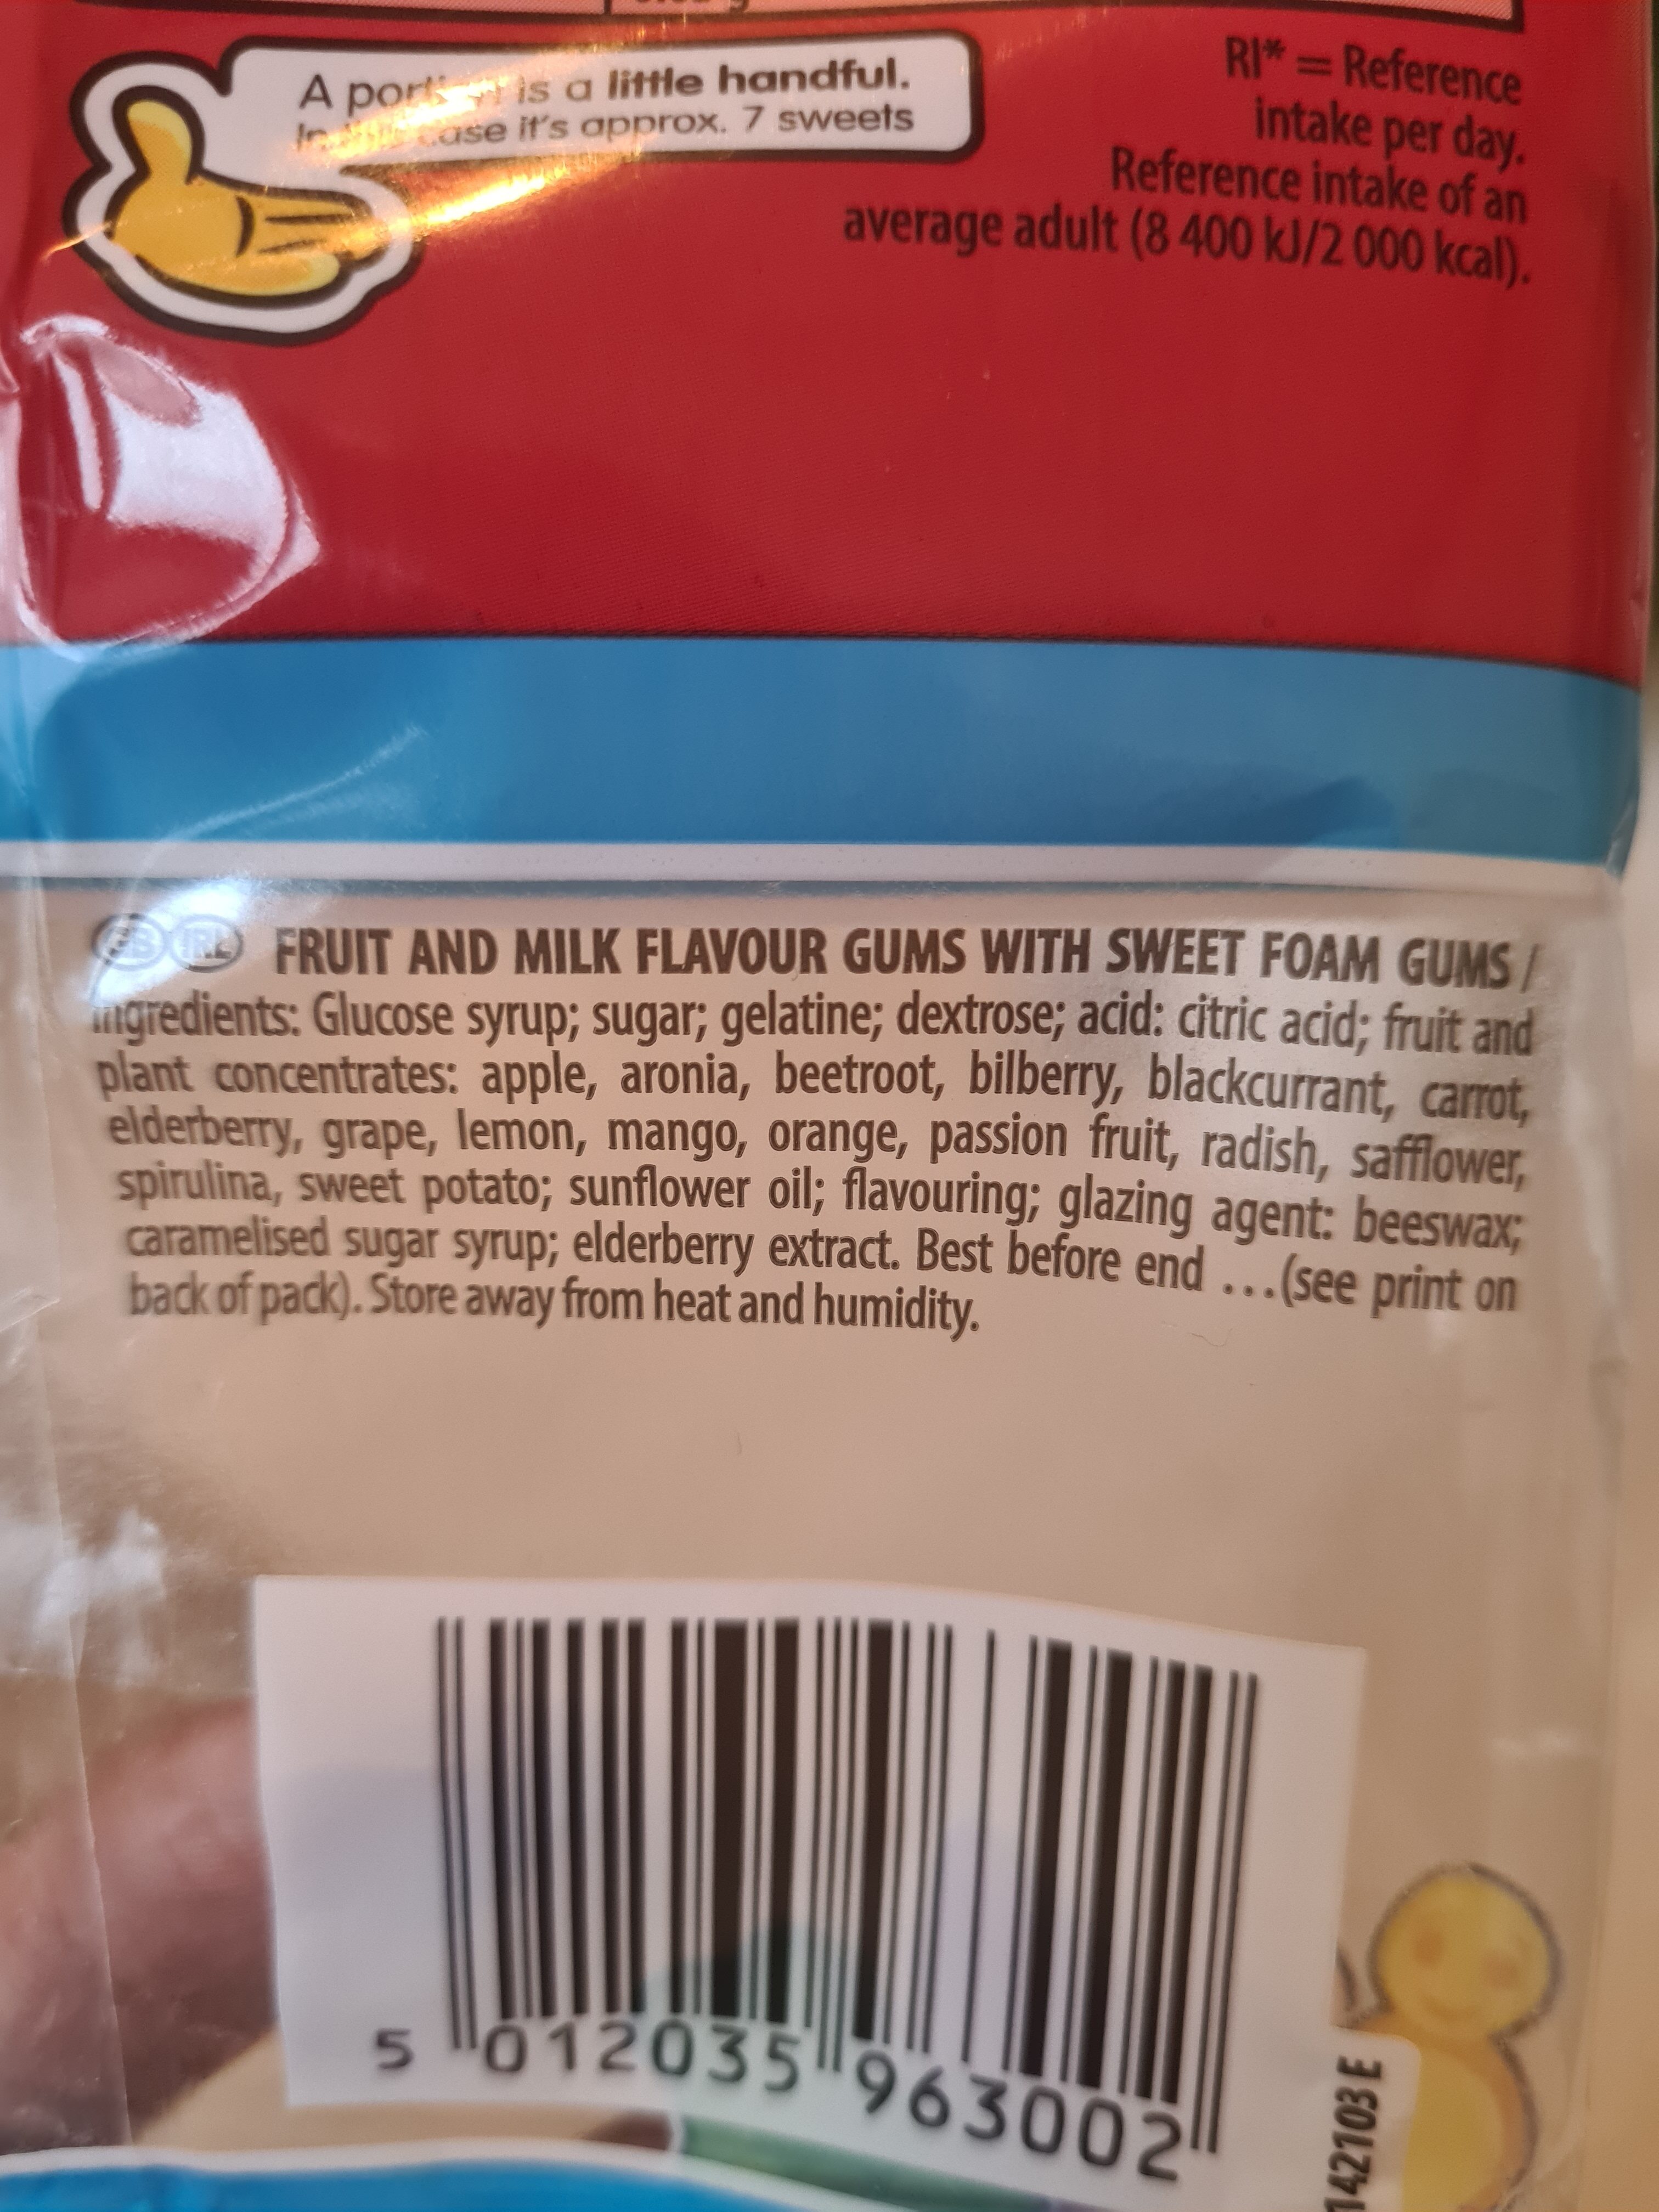 A portion is a little handful.
In this case it's approx. 7 sweets
RI* = Reference
intake per day.
Reference intake of an
average adult (8 400 kJ/2 000 kcal).
GB IRL FRUIT AND MILK FLAVOUR GUMS WITH SWEET FOAM GUMS /
Ingredients: Glucose syrup; sugar; gelatine; dextrose; acid: citric acid; fruit and
plant concentrates: apple, aronia, beetroot, bilberry, blackcurrant, carrot,
elderberry, grape, lemon, mango, orange, passion fruit, radish, safflower,
spirulina, sweet potato; sunflower oil; flavouring; glazing agent: beeswax;
caramelised sugar syrup; elderberry extract. Best before end ...(see print on
back of pack). Store away from heat and humidity.
5 012035 963002
142103E